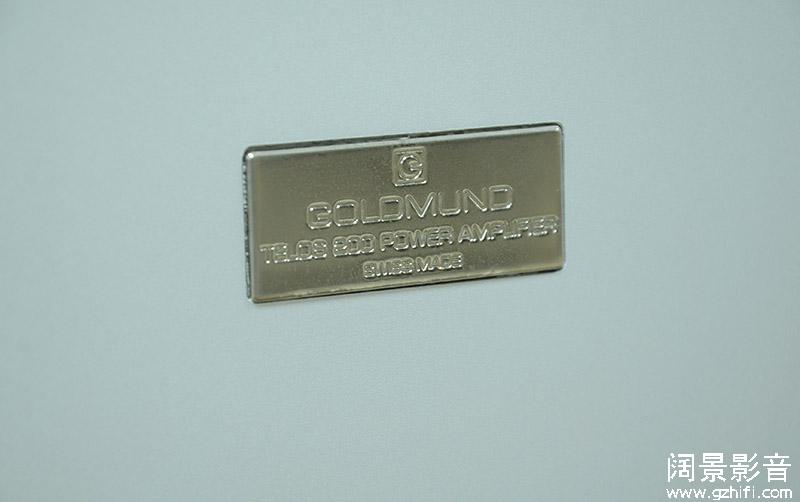 G
GOLDMUND
TELOS 200 POWER AMPLIFIER
SWISS MADE
阔景影音
www.gzhifi.com